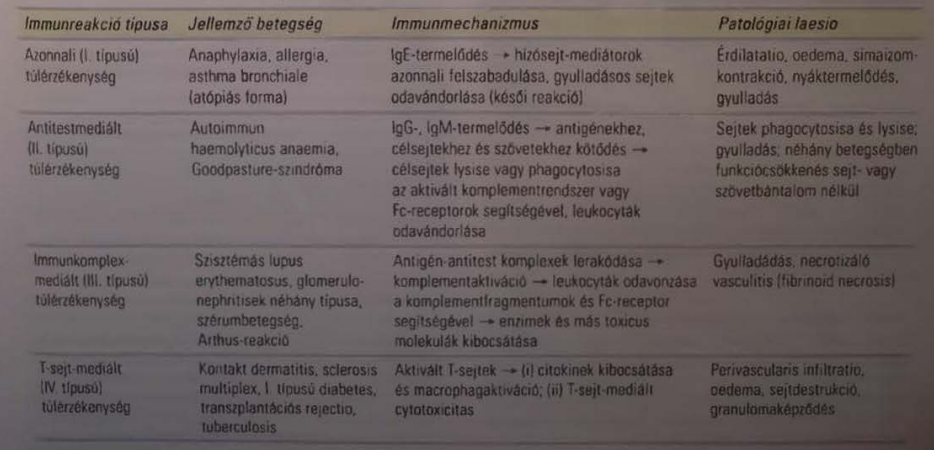 Immunreakció típusa Jellemző betegség Immunmechanizmus Patológiai laesio
Azonnali (I. típusú) Anaphylaxia, allergia, IgE-termelődés → hízósejt-mediátorok Érdilatatio, oedema, simaizom-
túlérzékenység asthma bronchiale azonnali felszabadulása, gyulladásos sejtek kontrakció, nyáktermelődés,
(atópiás forma) odavándorlása (késői reakció) gyulladás
Antitestmediált Autoimmun IgG-, IgM-termelődés → antigénekhez, Sejtek phagocytosisa és lysise;
(II. típusú) haemolyticus anaemia, célsejtekhez és szövetekhez kötődés → gyulladás; néhány betegségben
túlérzékenység Goodpasture-szindróma célsejtek lysise vagy phagocytosisa funkciócsökkenés sejt- vagy
az aktivált komplementrendszer vagy szövetbántalom nélkül
Fc-receptorok segítségével, leukocyták
odavándorlása
Immunkomplex- Szisztémás lupus Antigén-antitest komplexek lerakódása → Gyulladádás, necrotizáló
mediált (III. típusú) erythematosus, glomerulo- komplementaktiváció → leukocyták odavonzása vasculitis (fibrinoid necrosis)
túlérzékenység nephritisek néhány típusa, a komplementfragmentumok és Fc-receptor
szérumbetegség, segítségével → enzimek és más toxicus
Arthus-reakció molekulák kibocsátása
T-sejt-mediált Kontakt dermatitis, sclerosis Aktivált T-sejtek → (i) citokinek kibocsátása Perivascularis infiltratio,
(IV. típusú) multiplex, I. típusú diabetes, és macrophagaktiváció; (ii) T-sejt-mediált oedema, sejtdestrukció,
túlérzékenység transzplantációs rejectio, cytotoxicitas granulomaképződés
tuberculosis